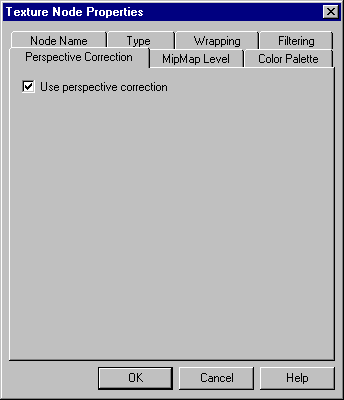 Texture Node Properties
Node Name Type Wrapping Filtering
Perspective Correction MipMap Level Color Palette
Use perspective correction
OK Cancel Help